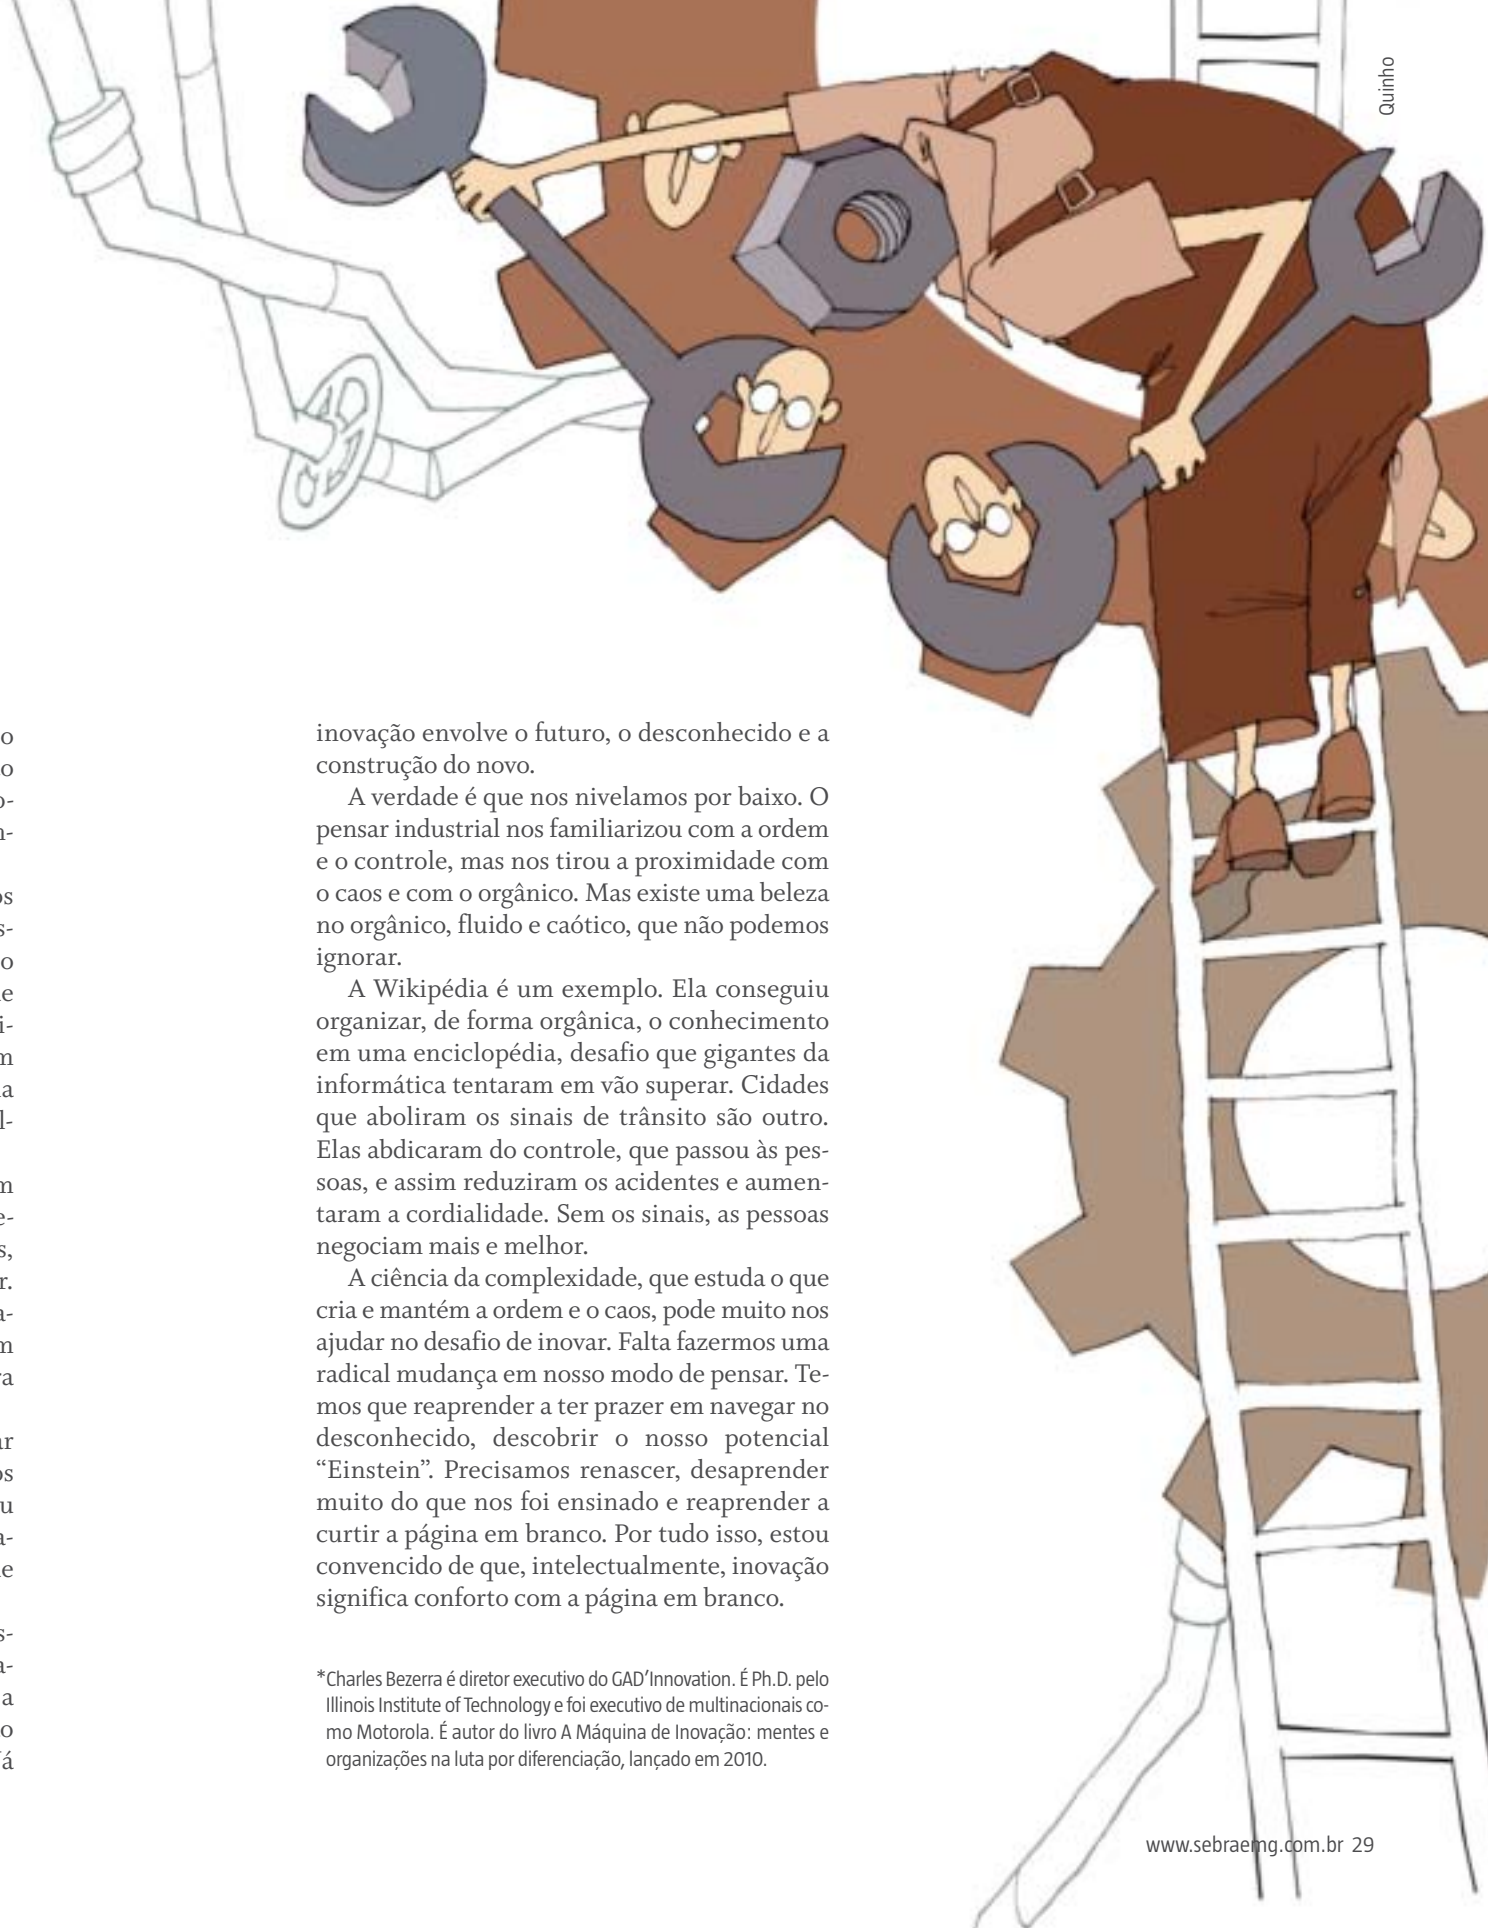 Quinho
inovação envolve o futuro, o desconhecido e a
construção do novo.
A verdade é que nos nivelamos por baixo. O
pensar industrial nos familiarizou com a ordem
e o controle, mas nos tirou a proximidade com
o caos e com o orgânico. Mas existe uma beleza
no orgânico, fluido e caótico, que não podemos
ignorar.
A Wikipédia é um exemplo. Ela conseguiu
organizar, de forma orgânica, o conhecimento
em uma enciclopédia, desafio que gigantes da
informática tentaram em vão superar. Cidades
que aboliram os sinais de trânsito são outro.
Elas abdicaram do controle, que passou às pes-
soas, e assim reduziram os acidentes e aumen-
taram a cordialidade. Sem os sinais, as pessoas
negociam mais e melhor.
A ciência da complexidade, que estuda o que
cria e mantém a ordem e o caos, pode muito nos
ajudar no desafio de inovar. Falta fazermos uma
radical mudança em nosso modo de pensar. Te-
mos que reaprender a ter prazer em navegar no
desconhecido, descobrir o nosso potencial
“Einstein”. Precisamos renascer, desaprender
muito do que nos foi ensinado e reaprender a
curtir a página em branco. Por tudo isso, estou
convencido de que, intelectualmente, inovação
significa conforto com a página em branco.
*Charles Bezerra é diretor executivo do GAD’Innovation. É Ph.D. pelo
Illinois Institute of Technology e foi executivo de multinacionais co-
mo Motorola. É autor do livro A Máquina de Inovação: mentes e
organizações na luta por diferenciação, lançado em 2010.
www.sebraemg.com.br 29